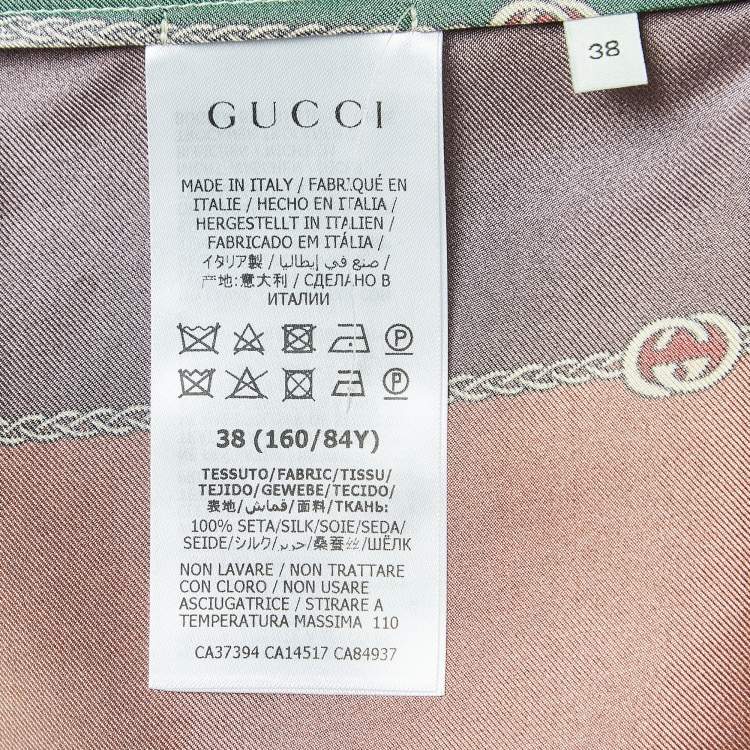 38
GUCCI
MADE IN ITALY / FABRIQUÉ EN
ITALIE / HECHO EN ITALIA /
HERGESTELLT IN ITALIEN /
FABRICADO EM ITÁLIA /
イタリア製 / صنع في إيطاليا /
产地:意大利 / СДЕЛАНО В
ИТАЛИИ
38 (160/84Y)
TESSUTO/FABRIC/TISSU/
TEJIDO/GEWEBE/TECIDO/
表地/قماش/面料/ТКАНЬ:
100% SETA/SILK/SOIE/SEDA/
SEIDE/シルク/حرير/桑蚕丝/ШЁЛК
NON LAVARE / NON TRATTARE
CON CLORO / NON USARE
ASCIUGATRICE / STIRARE A
TEMPERATURA MASSIMA 110
CA37394 CA14517 CA84937